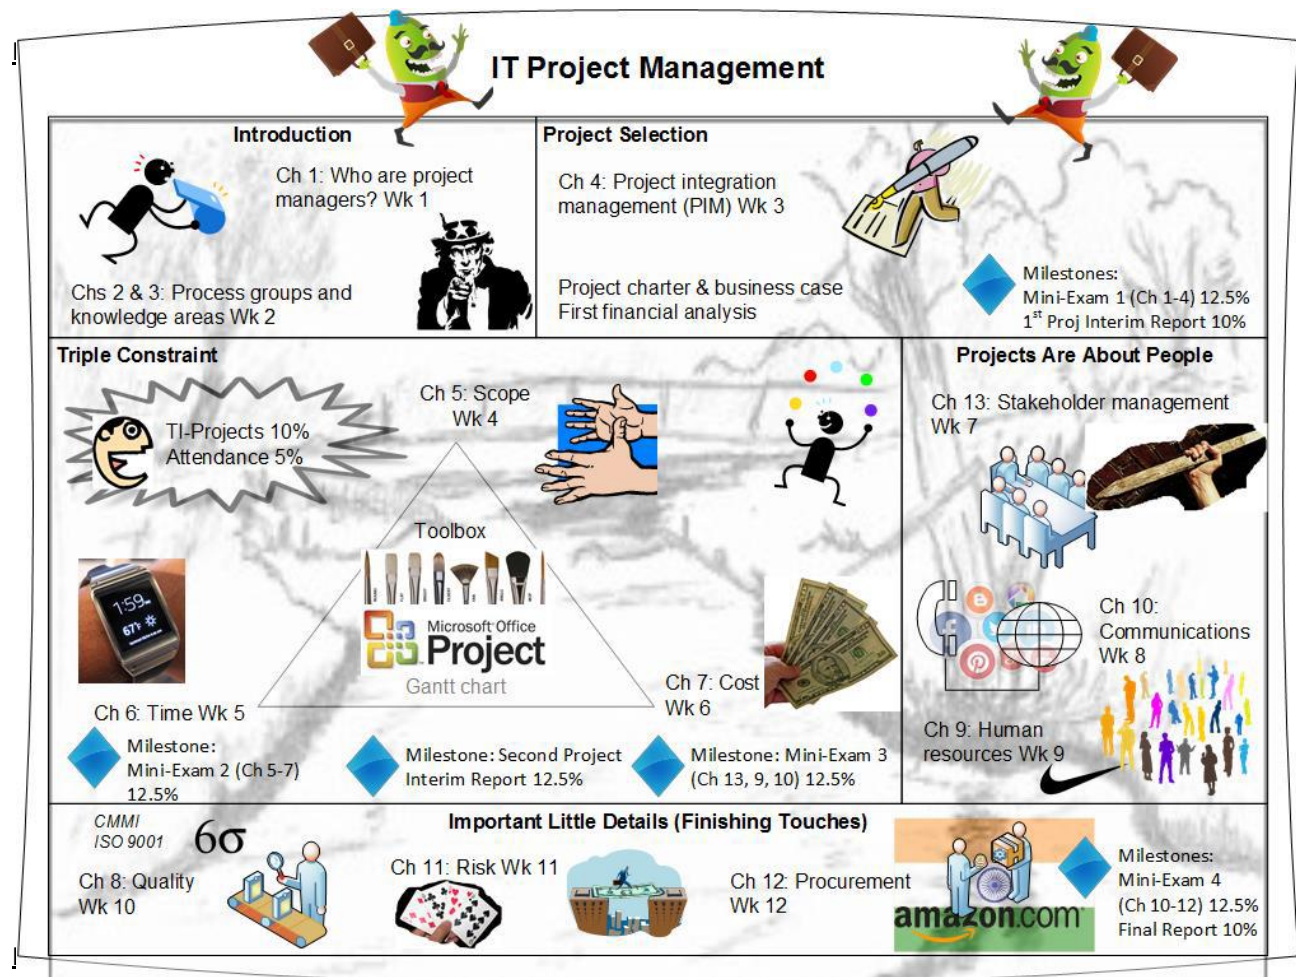 IT Project Management
Introduction
Ch 1: Who are project
managers? Wk 1
Chs 2 & 3: Process groups and
knowledge areas Wk 2
Project Selection
Ch 4: Project integration
management (PIM) Wk 3
Project charter & business case
First financial analysis
Milestones:
Mini-Exam 1 (Ch 1-4) 12.5%
1st Proj Interim Report 10%
Triple Constraint
TI-Projects 10%
Attendance 5%
Ch 5: Scope
Wk 4
Toolbox
Microsoft Office
Project
Gantt chart
1:59
67°F
Ch 6: Time Wk 5
Ch 7: Cost
Wk 6
Milestone:
Mini-Exam 2 (Ch 5-7)
12.5%
Milestone: Second Project
Interim Report 12.5%
Milestone: Mini-Exam 3
(Ch 13, 9, 10) 12.5%
Projects Are About People
Ch 13: Stakeholder management
Wk 7
Ch 10:
Communications
Wk 8
Ch 9: Human
resources Wk 9
Important Little Details (Finishing Touches)
CMMI
ISO 9001
6σ
Ch 8: Quality
Wk 10
Ch 11: Risk Wk 11
Ch 12: Procurement
Wk 12
amazon.com
Milestones:
Mini-Exam 4
(Ch 10-12) 12.5%
Final Report 10%